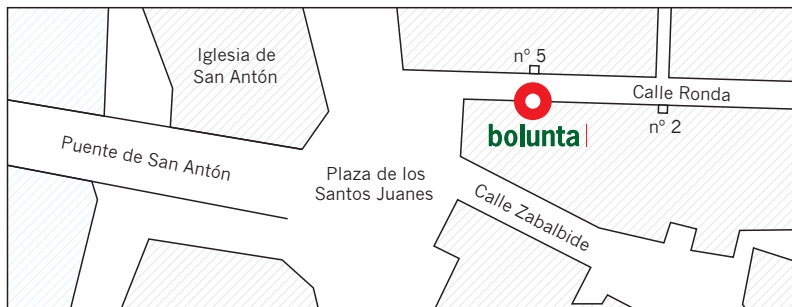 Iglesia de
San Antón
nº 5
Calle Ronda
nº 2
bolunta
Puente de San Antón
Plaza de los
Santos Juanes
Calle Zabalbide